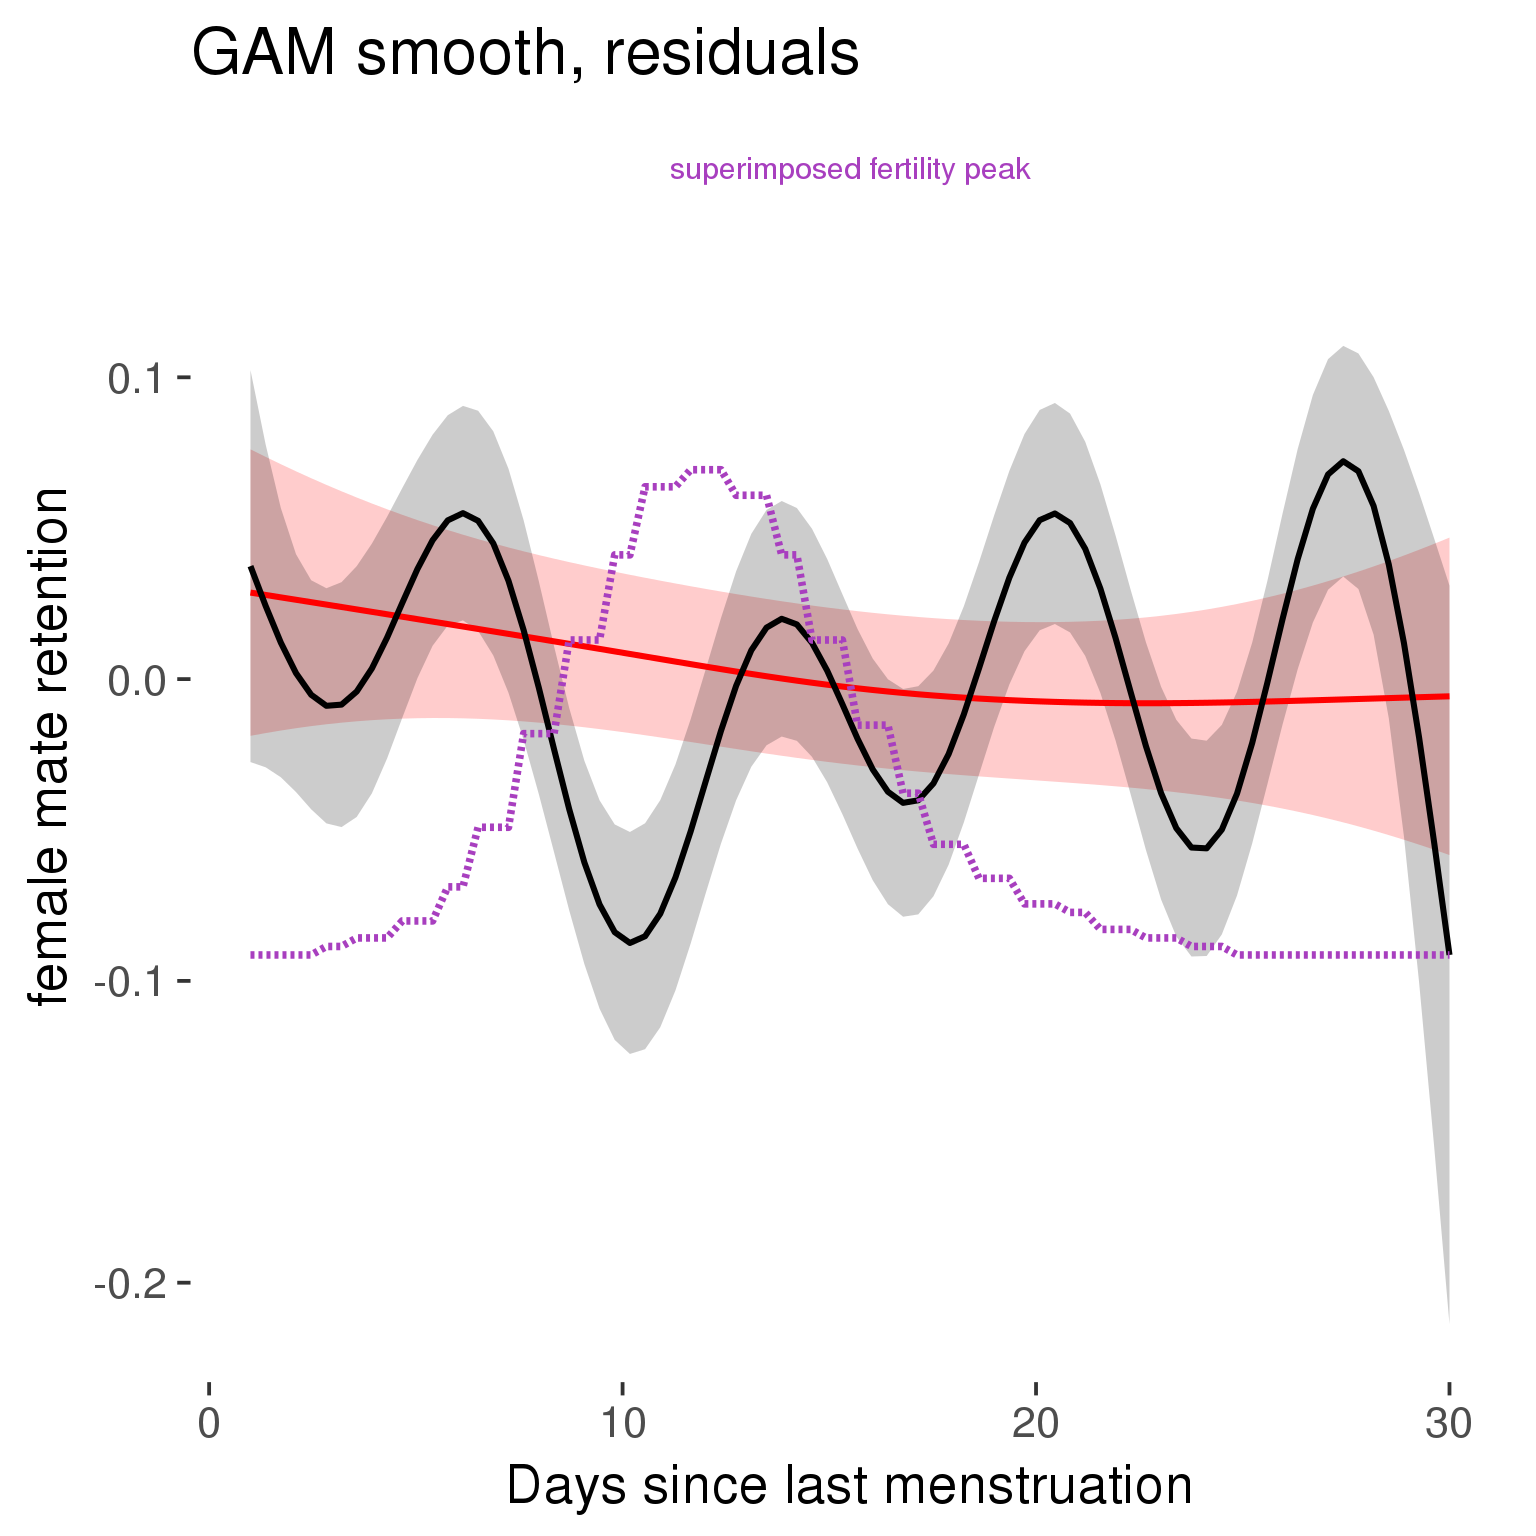 GAM smooth, residuals
superimposed fertility peak
female mate retention
0.1
0.0
-0.1
-0.2
0
10
20
30
Days since last menstruation